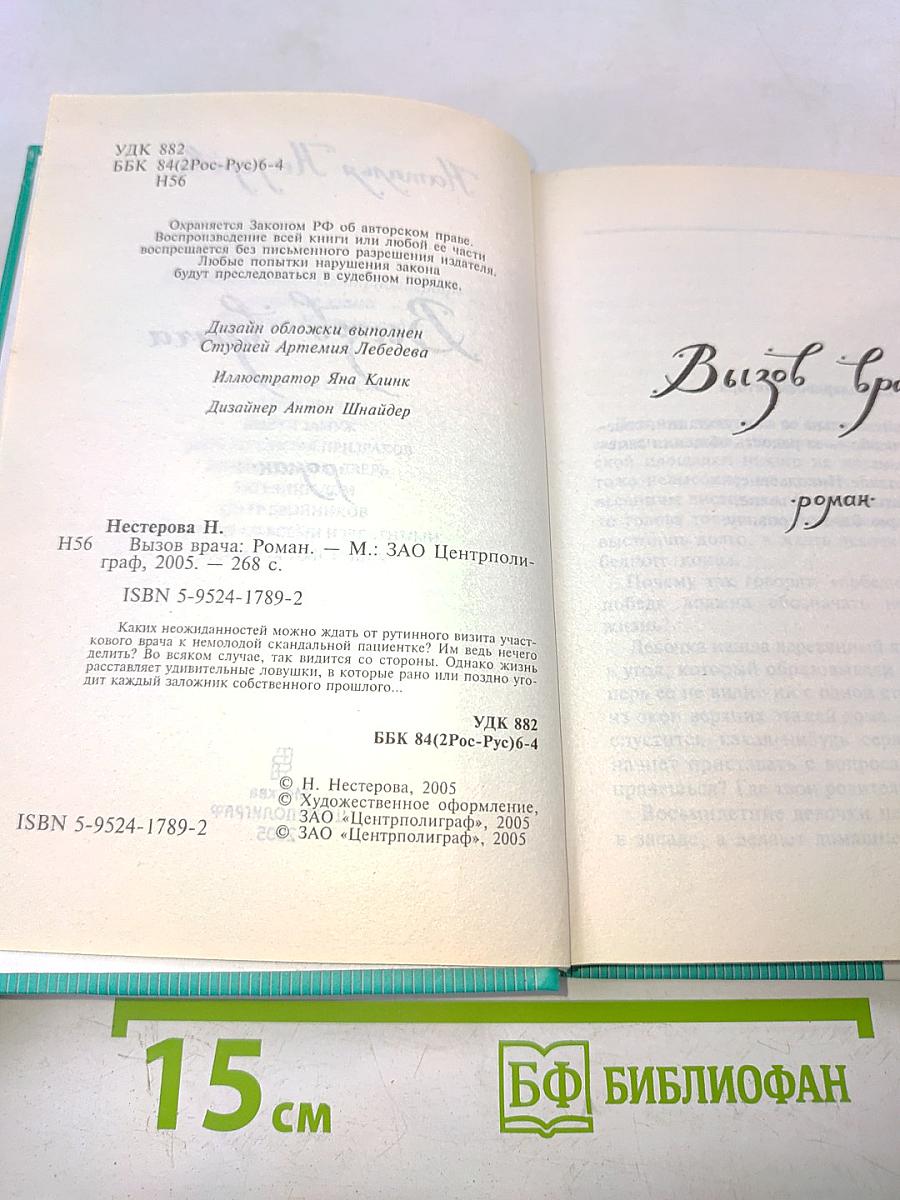 УДК 882
ББК 84(2Рос-Рус)6-4
Н56
Охраняется Законом РФ об авторском праве.
Воспроизведение всей книги или любой ее части
воспрещается без письменного разрешения издателя.
Любые попытки нарушения закона
будут преследоваться в судебном порядке.
Дизайн обложки выполнен
Студией Артемия Лебедева
Иллюстратор Яна Клинк
Дизайнер Антон Шнайдер
Нестерова Н.
Н56 Вызов врача: Роман. — М.: ЗАО Центрполи-
граф, 2005. — 268 с.
ISBN 5-9524-1789-2
Каких неожиданностей можно ждать от рутинного визита участ-
кового врача к немолодой скандальной пациентке? Им ведь нечего
делить? Во всяком случае, так видится со стороны. Однако жизнь
расставляет удивительные ловушки, в которые рано или поздно уго-
дит каждый заложник собственного прошлого...
УДК 882
ББК 84(2Рос-Рус)6-4
© Н. Нестерова, 2005
© Художественное оформление,
ЗАО «Центрполиграф», 2005
© ЗАО «Центрполиграф», 2005
ISBN 5-9524-1789-2
Вызов вра
·роман·
15 см
БФ БИБЛИОФАН